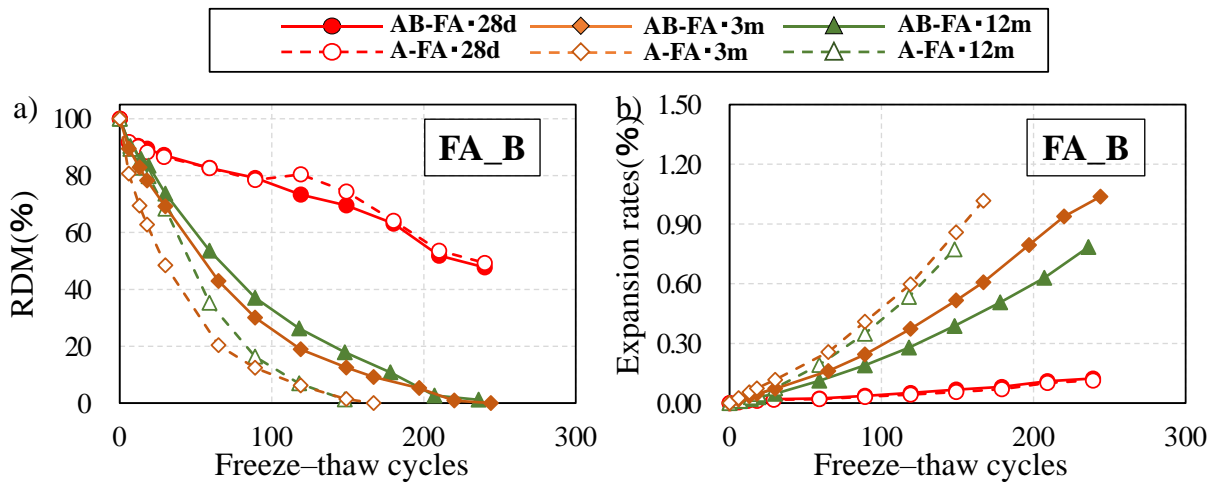 AB-FA・28d AB-FA・3m AB-FA・12m
A-FA・28d A-FA・3m A-FA・12m
a)
RDM(%)
100
80
60
40
20
0
FA_B
0 100 200 300
Freeze–thaw cycles
b)
Expansion rates(%)
1.50
1.20
0.90
0.60
0.30
0.00
FA_B
0 100 200 300
Freeze–thaw cycles